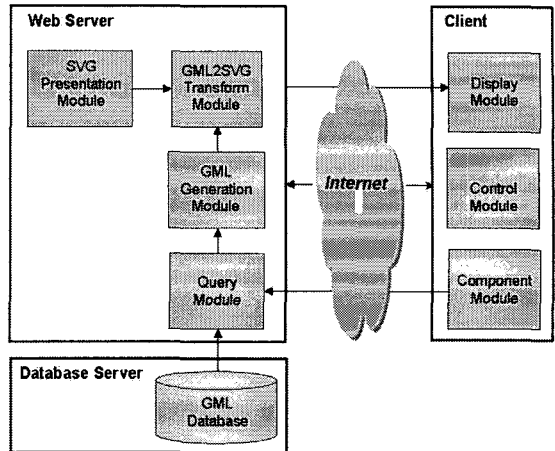 Web Server
SVG
Presentation
Module
GML2SVG
Transform
Module
GML
Generation
Module
Query
Module
Internet
Client
Display
Module
Control
Module
Component
Module
Database Server
GML
Database